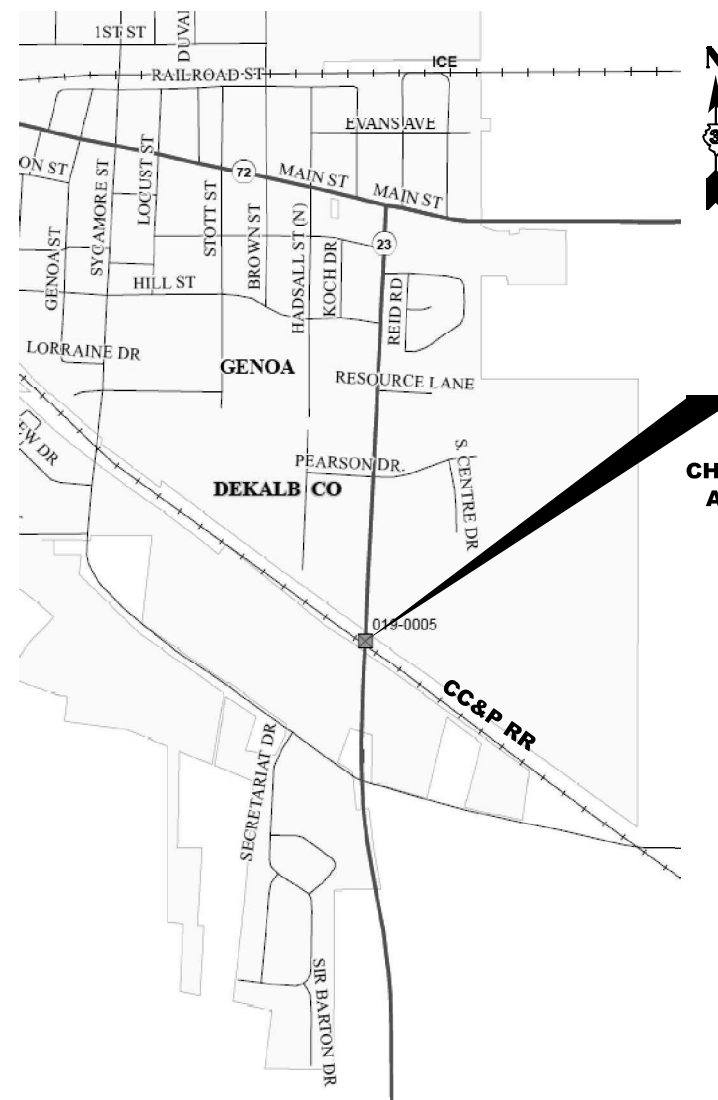 1ST ST
DUVAL
ICE
RAILROAD ST
N
EVANS AVE
3
ON ST
72
MAIN ST
MAIN ST
SYCAMORE ST
LOCUST ST
STOTT ST
BROWN ST
HADSALL ST (N)
KOCH DR
23
GENOA ST
HILL ST
REID RD
LORRAINE DR
GENOA
RESOURCE LANE
EW DR
PEARSON DR.
S. CENTRE DR
CH
DEKALB CO
A
019-0005
CC&P RR
SECRETARIAT DR
SIR BARTON DR